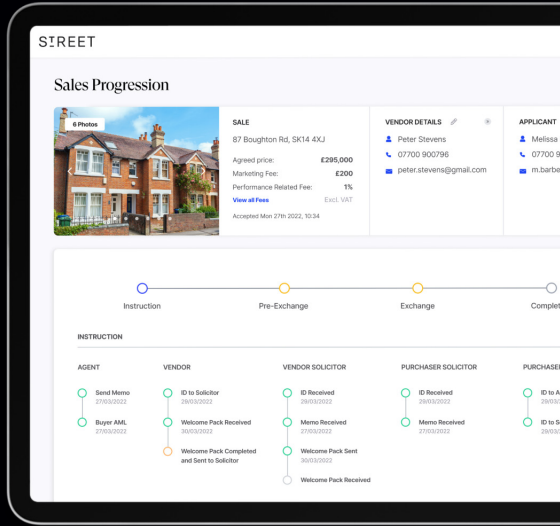 STREET
Sales Progression
6 Photos
SALE
87 Boughton Rd, SK14 4XJ
Agreed price: £295,000
Marketing Fee: £200
Performance Related Fee: 1%
View all Fees Excl. VAT
Accepted Mon 27th 2022, 10:34
VENDOR DETAILS
Peter Stevens
07700 900796
peter.stevens@gmail.com
APPLICANT
Melissa
07700 9
m.barbe
Instruction Pre-Exchange Exchange Complet
INSTRUCTION
AGENT
Send Memo
27/03/2022
Buyer AML
27/03/2022
VENDOR
ID to Solicitor
29/03/2022
Welcome Pack Received
30/03/2022
Welcome Pack Completed
and Sent to Solicitor
VENDOR SOLICITOR
ID Received
29/03/2022
Memo Received
27/03/2022
Welcome Pack Sent
30/03/2022
Welcome Pack Received
PURCHASER SOLICITOR
ID Received
29/03/2022
Memo Received
27/03/2022
PURCHASER
ID to A
29/03/
ID to S
29/03/